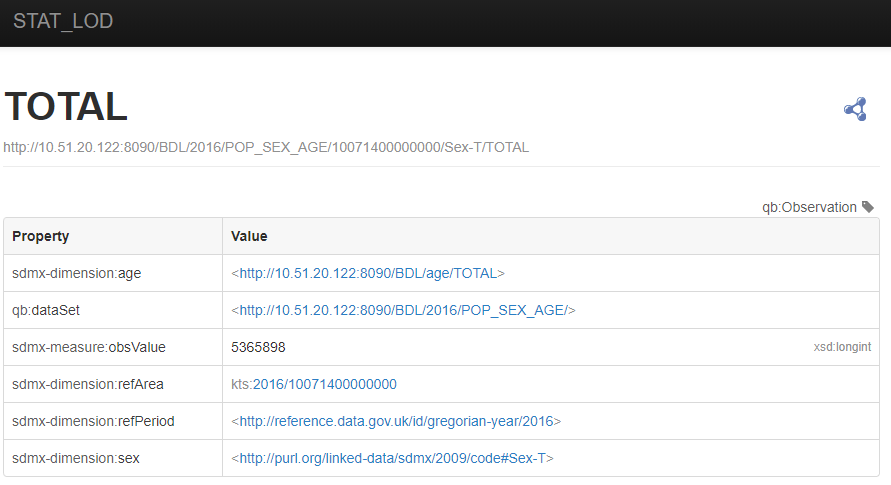 STAT_LOD
TOTAL
http://10.51.20.122:8090/BDL/2016/POP_SEX_AGE/10071400000000/Sex-T/TOTAL
qb:Observation
Property Value
sdmx-dimension:age <http://10.51.20.122:8090/BDL/age/TOTAL>
qb:dataSet <http://10.51.20.122:8090/BDL/2016/POP_SEX_AGE/>
sdmx-measure:obsValue 5365898 xsd:longint
sdmx-dimension:refArea kts:2016/10071400000000
sdmx-dimension:refPeriod <http://reference.data.gov.uk/id/gregorian-year/2016>
sdmx-dimension:sex <http://purl.org/linked-data/sdmx/2009/code#Sex-T>